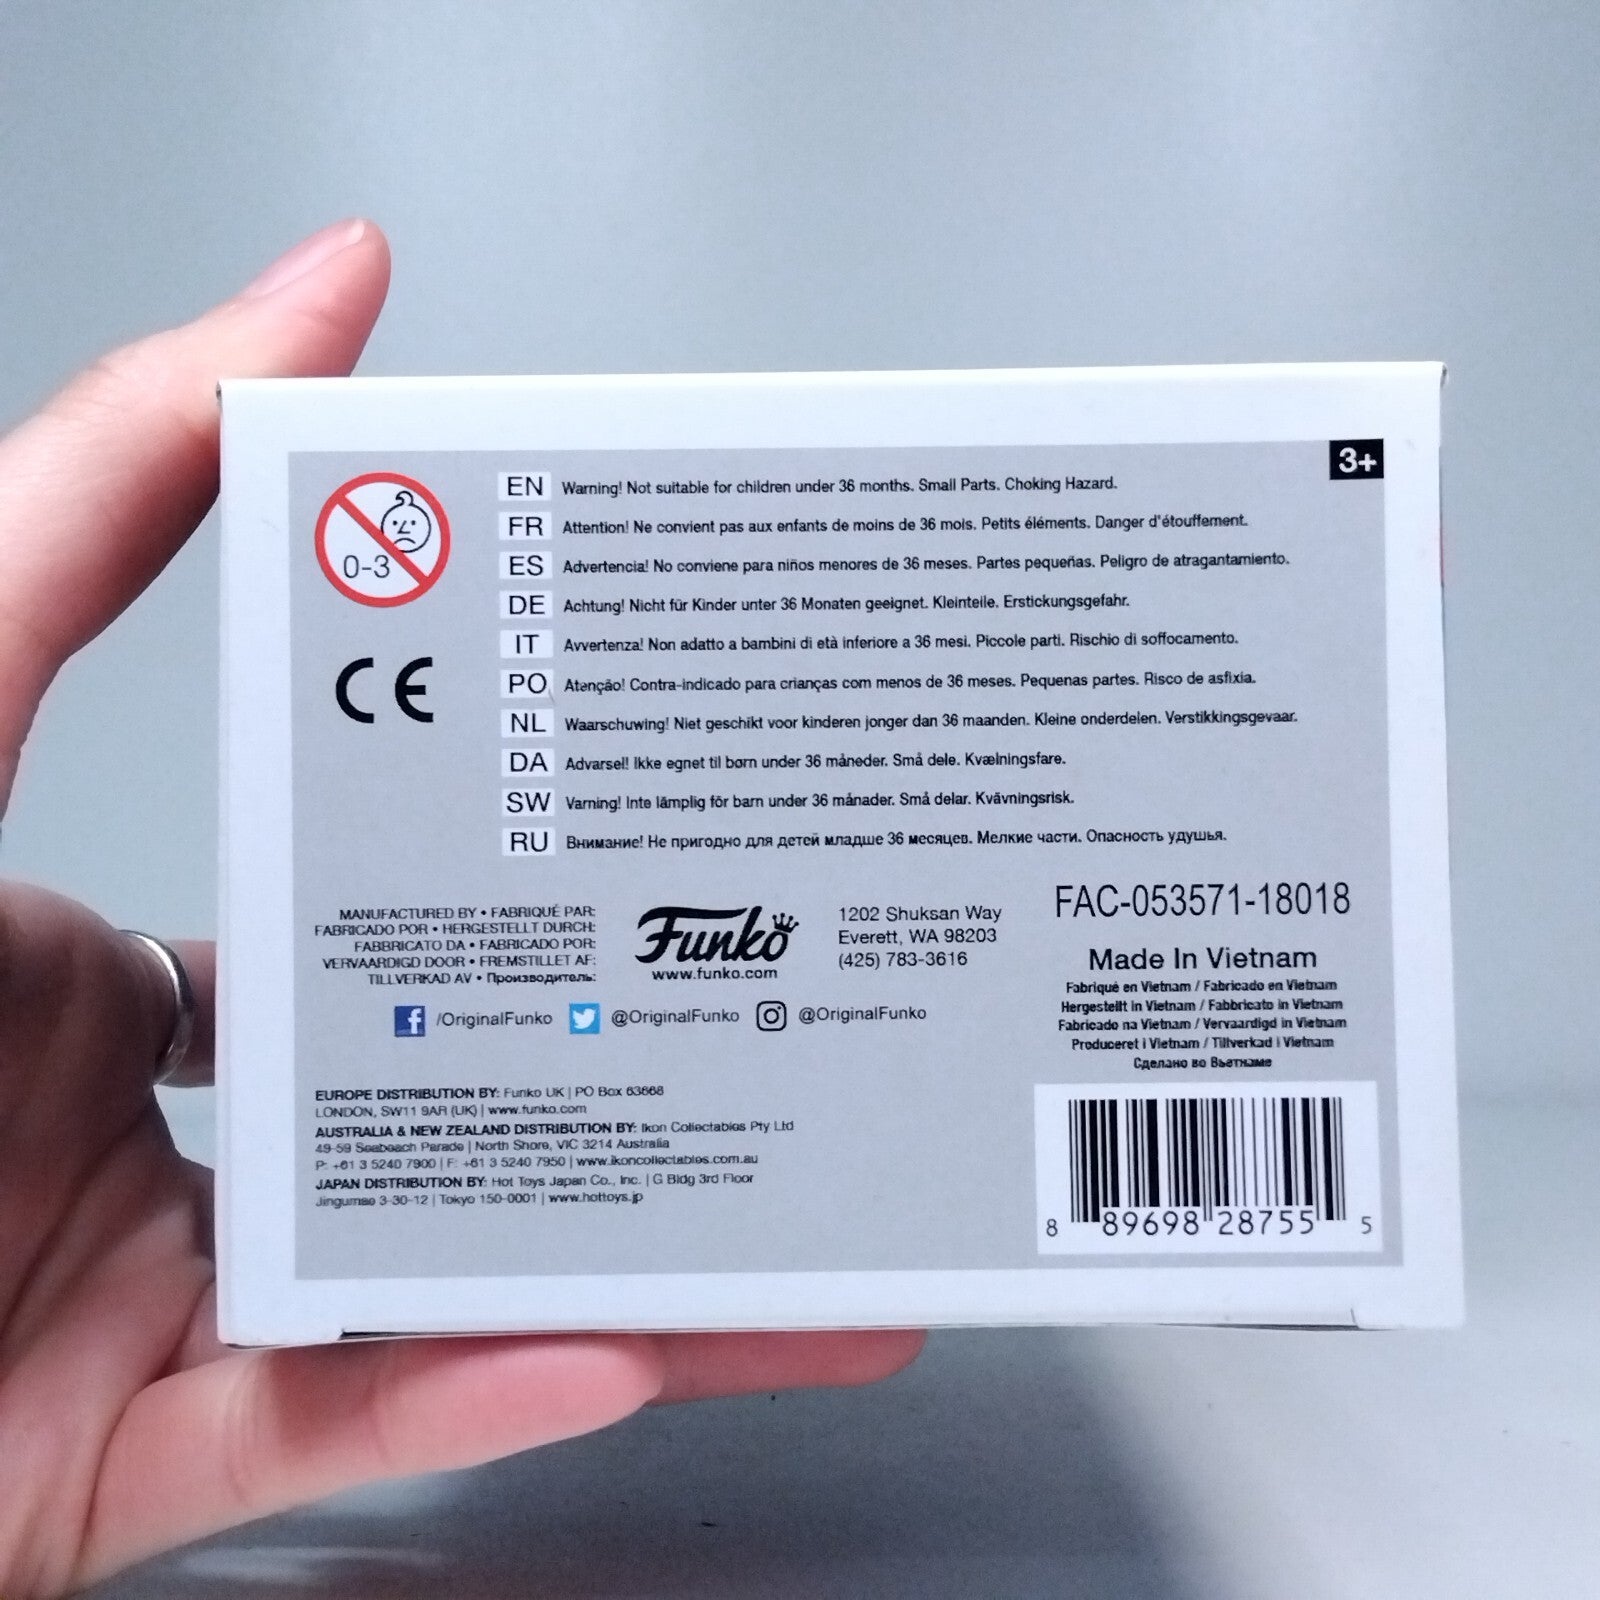 3+
0-3
EN Warning! Not suitable for children under 36 months. Small Parts. Choking Hazard.
FR Attention! Ne convient pas aux enfants de moins de 36 mois. Petits éléments. Danger d'étouffement.
ES Advertencia! No conviene para niños menores de 36 meses. Partes pequeñas. Peligro de atragantamiento.
DE Achtung! Nicht für Kinder unter 36 Monaten geeignet. Kleinteile. Erstickungsgefahr.
IT Avvertenza! Non adatto a bambini di età inferiore a 36 mesi. Piccole parti. Rischio di soffocamento.
PO Atenção! Contra-indicado para crianças com menos de 36 meses. Pequenas partes. Risco de asfixia.
NL Waarschuwing! Niet geschikt voor kinderen jonger dan 36 maanden. Kleine onderdelen. Verstikkingsgevaar.
DA Advarsel! Ikke egnet til børn under 36 måneder. Små dele. Kvælningsfare.
SW Varning! Inte lämplig för barn under 36 månader. Små delar. Kvävningsrisk.
RU Внимание! Не пригодно для детей младше 36 месяцев. Мелкие части. Опасность удушья.
CE
MANUFACTURED BY • FABRIQUÉ PAR:
FABRICADO POR • HERGESTELLT DURCH:
FABBRICATO DA • FABRICADO POR:
VERVAARDIGD DOOR • FREMSTILLET AF:
TILLVERKAD AV • Производитель:
Funko
www.funko.com
1202 Shuksan Way
Everett, WA 98203
(425) 783-3616
/OriginalFunko @OriginalFunko @OriginalFunko
FAC-053571-18018
Made In Vietnam
Fabriqué en Vietnam / Fabricado en Vietnam
Hergestellt in Vietnam / Fabbricato in Vietnam
Fabricado na Vietnam / Vervaardigd in Vietnam
Produceret i Vietnam / Tillverkad i Vietnam
Сделано во Вьетнаме
EUROPE DISTRIBUTION BY: Funko UK | PO Box 63668
LONDON, SW11 9AR (UK) | www.funko.com
AUSTRALIA & NEW ZEALAND DISTRIBUTION BY: Ikon Collectables Pty Ltd
49-59 Seabeach Parade | North Shore, VIC 3214 Australia
P: +61 3 5240 7900 | F: +61 3 5240 7950 | www.ikoncollectables.com.au
JAPAN DISTRIBUTION BY: Hot Toys Japan Co., Inc. | G Bldg 3rd Floor
Jingumae 3-30-12 | Tokyo 150-0001 | www.hottoys.jp
8 89698 28755 5